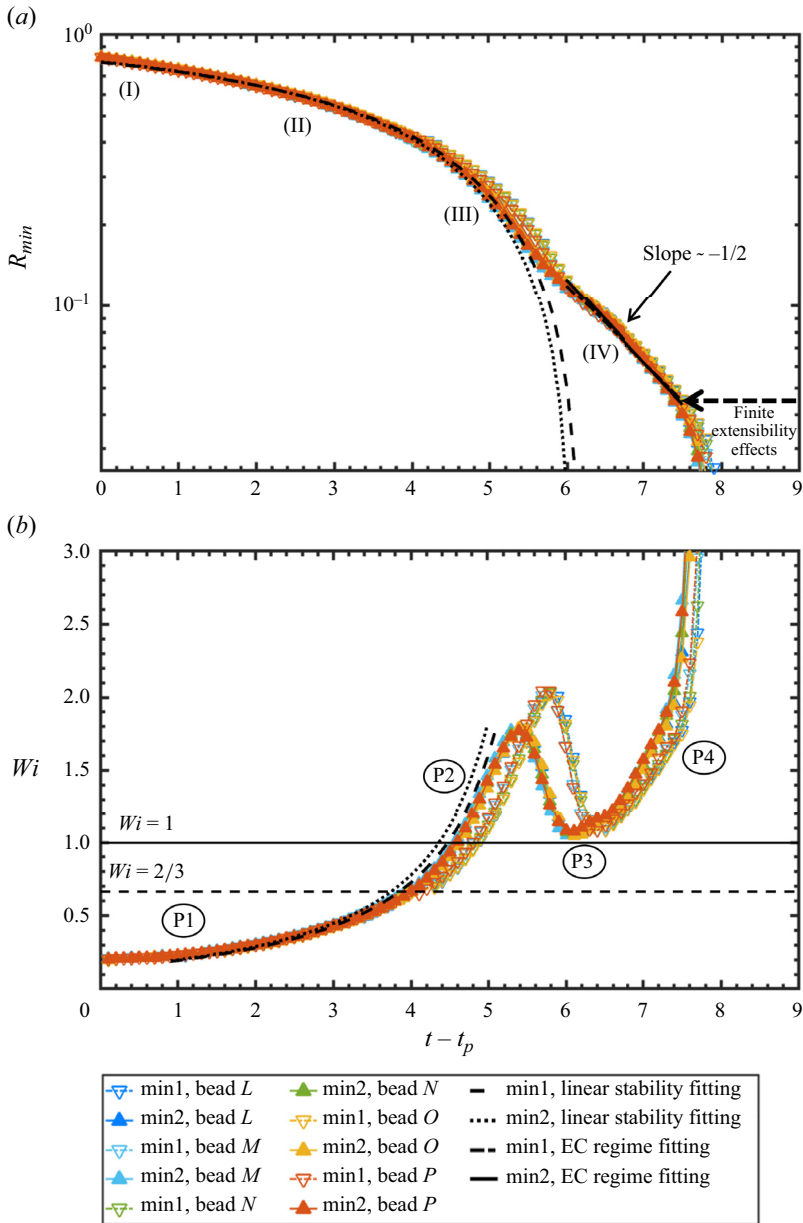 (a)
10⁰
(I)
(II)
(III)
R_min
Slope ~ –1/2
10⁻¹
(IV)
Finite
extensibility
effects
0 1 2 3 4 5 6 7 8 9
(b)
3.0
2.5
2.0
1.5
P2
P4
Wi
Wi = 1
1.0
P3
Wi = 2/3
0.5
P1
0 1 2 3 4 5 6 7 8 9
t – t_p
min1, bead L
min2, bead L
min1, bead M
min2, bead M
min1, bead N
min2, bead N
min1, bead O
min2, bead O
min1, bead P
min2, bead P
min1, linear stability fitting
min2, linear stability fitting
min1, EC regime fitting
min2, EC regime fitting